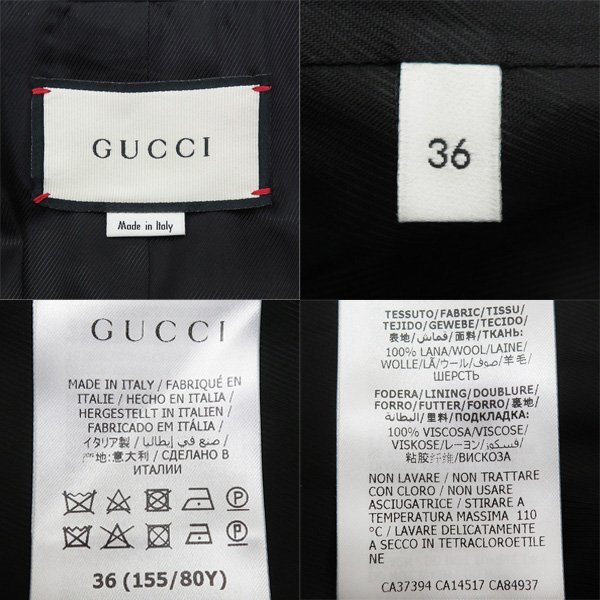 GUCCI
Made in Italy
36
GUCCI
MADE IN ITALY / FABRIQUÉ EN
ITALIE / HECHO EN ITALIA /
HERGESTELLT IN ITALIEN /
FABRICADO EM ITÁLIA /
イタリア製 / صنع في إيطاليا /
产地:意大利 / СДЕЛАНО В
ИТАЛИИ
P P
36 (155/80Y)
TESSUTO/FABRIC/TISSU/
TEJIDO/GEWEBE/TECIDO/
表地/قماش/面料/ТКАНЬ:
100% LANA/WOOL/LAINE/
WOLLE/LÃ/ウール/صوف/羊毛/
ШЕРСТЬ
FODERA/LINING/DOUBLURE/
FORRO/FUTTER/FORRO/裏地/
البطانة/里料/ПОДКЛАДКА:
100% VISCOSA/VISCOSE/
VISKOSE/レーヨン/فسكوز/
粘胶纤维/ВИСКОЗА
NON LAVARE / NON TRATTARE
CON CLORO / NON USARE
ASCIUGATRICE / STIRARE A
TEMPERATURA MASSIMA 110
°C / LAVARE DELICATAMENTE
A SECCO IN TETRACLOROETILE
NE
CA37394 CA14517 CA84937